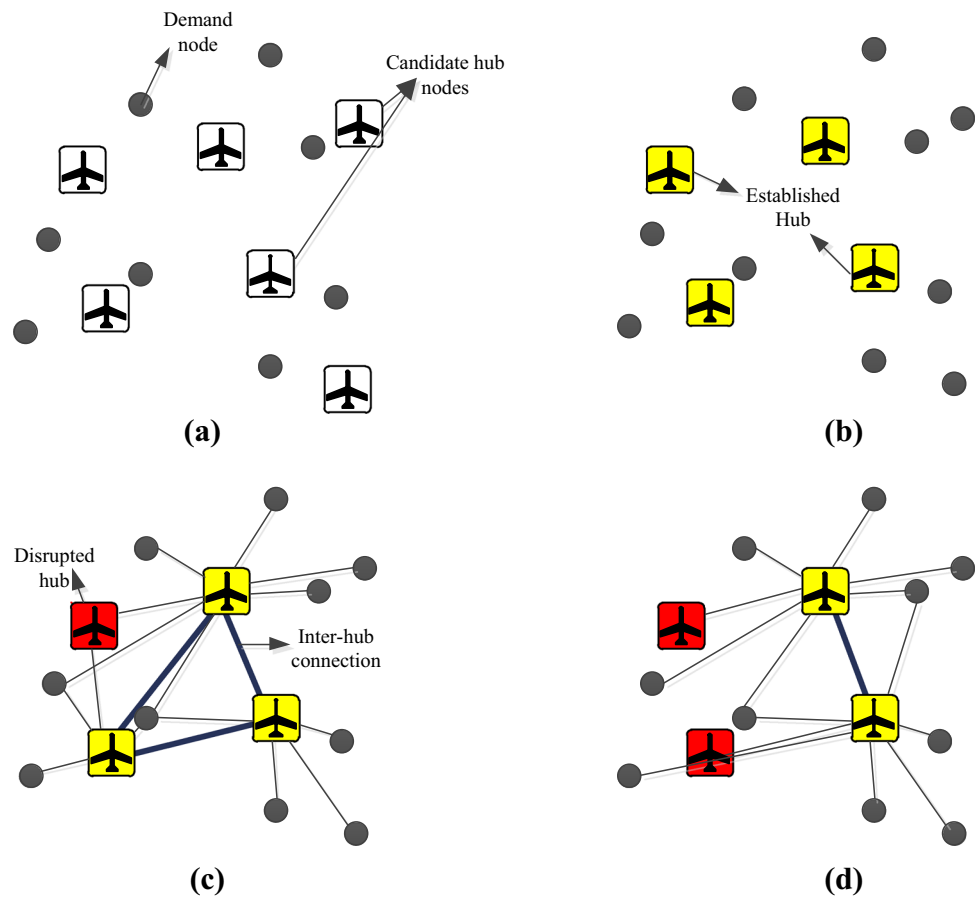 Demand
node
Candidate hub
nodes
(a)
Established
Hub
(b)
Disrupted
hub
Inter-hub
connection
(c)
(d)